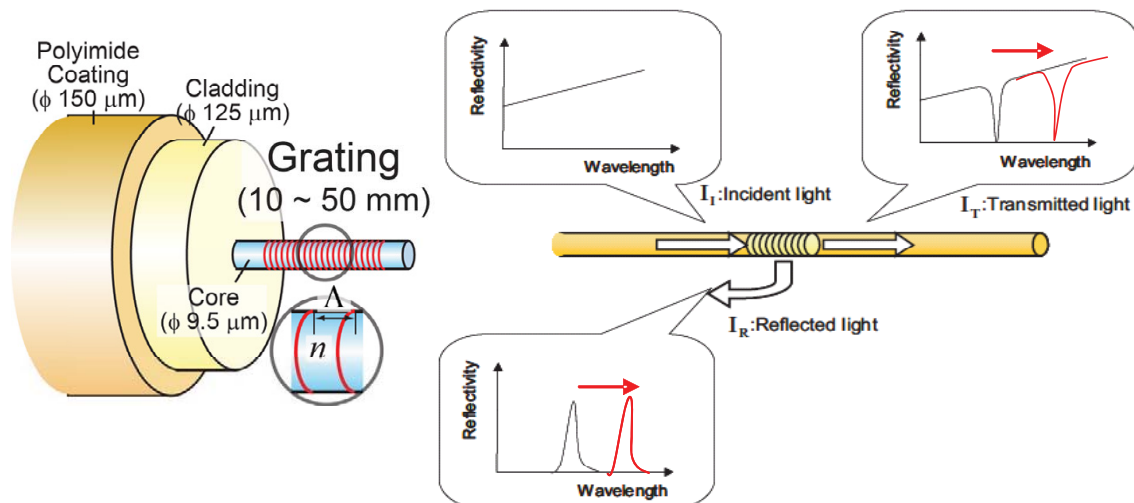 Polyimide
Coating
(ϕ 150 μm)
Cladding
(ϕ 125 μm)
Grating
(10 ~ 50 mm)
Core
(ϕ 9.5 μm)
Λ
n
Reflectivity
Wavelength
I_I:Incident light
Reflectivity
Wavelength
I_T:Transmitted light
I_R:Reflected light
Reflectivity
Wavelength